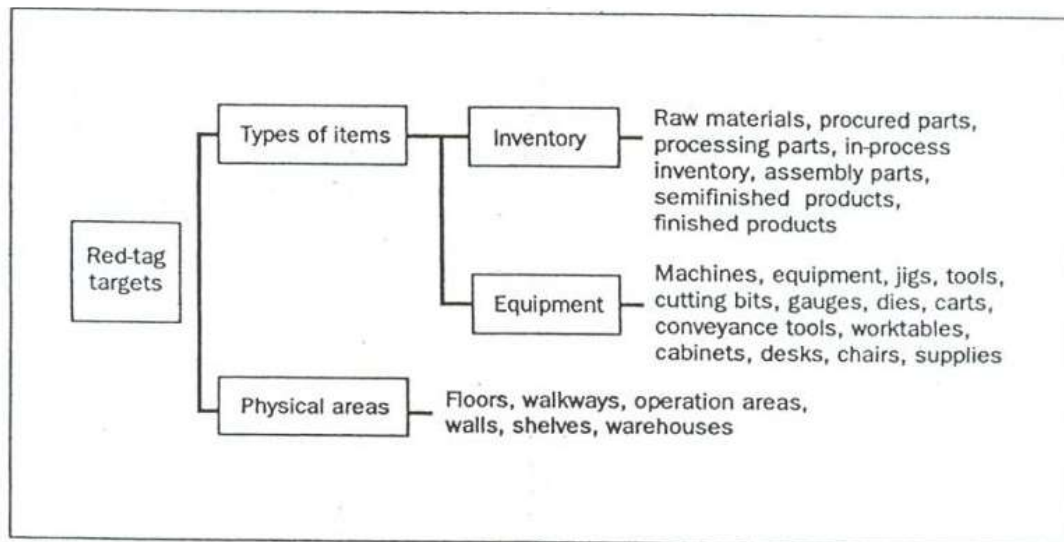 Red-tag
targets
Types of items
Inventory
Raw materials, procured parts,
processing parts, in-process
inventory, assembly parts,
semifinished products,
finished products
Equipment
Machines, equipment, jigs, tools,
cutting bits, gauges, dies, carts,
conveyance tools, worktables,
cabinets, desks, chairs, supplies
Physical areas
Floors, walkways, operation areas,
walls, shelves, warehouses